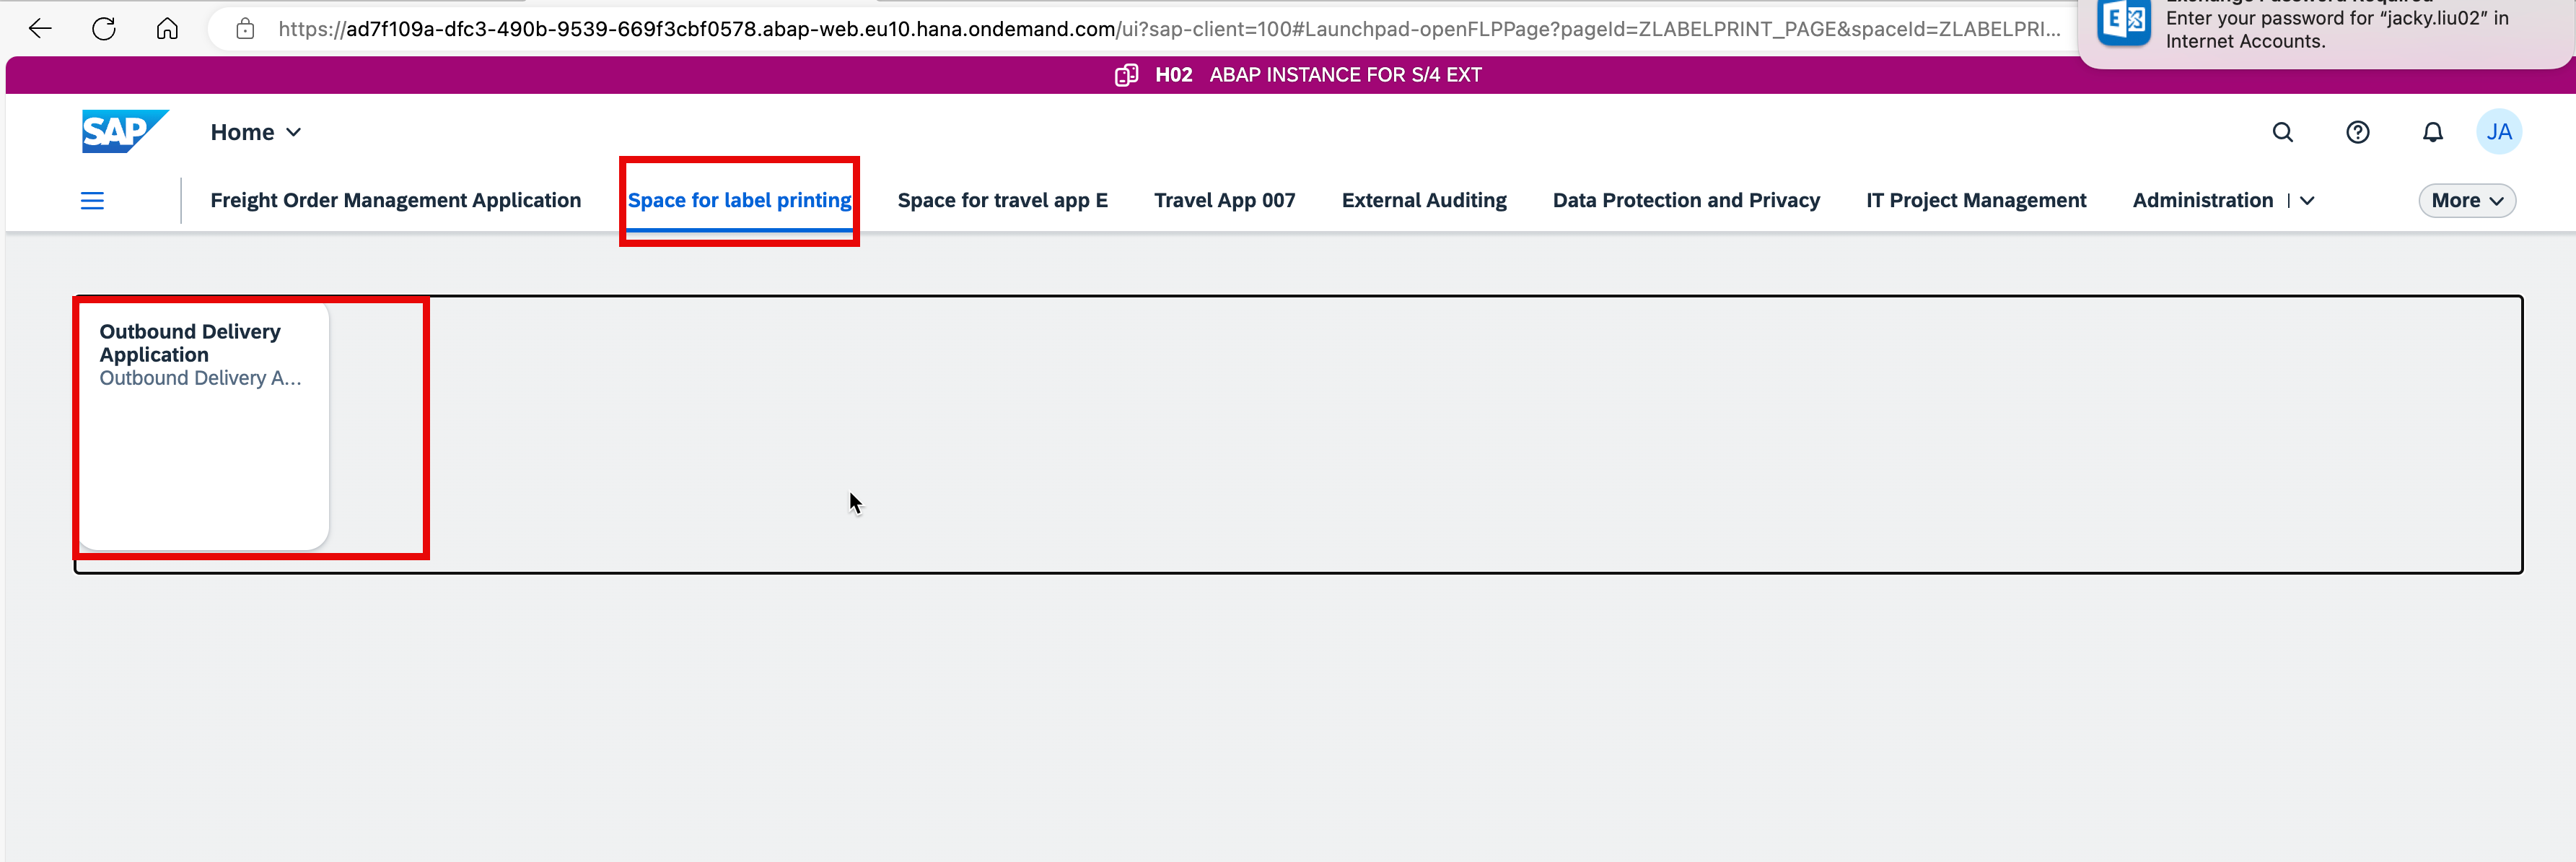 Exchange Password Required
https://ad7f109a-dfc3-490b-9539-669f3cbf0578.abap-web.eu10.hana.ondemand.com/ui?sap-client=100#Launchpad-openFLPPage?pageId=ZLABELPRINT_PAGE&spaceId=ZLABELPRI...
Enter your password for “jacky.liu02” in
Internet Accounts.
H02 ABAP INSTANCE FOR S/4 EXT
SAP Home JA
Freight Order Management Application Space for label printing Space for travel app E Travel App 007 External Auditing Data Protection and Privacy IT Project Management Administration More
Outbound Delivery
Application
Outbound Delivery A...